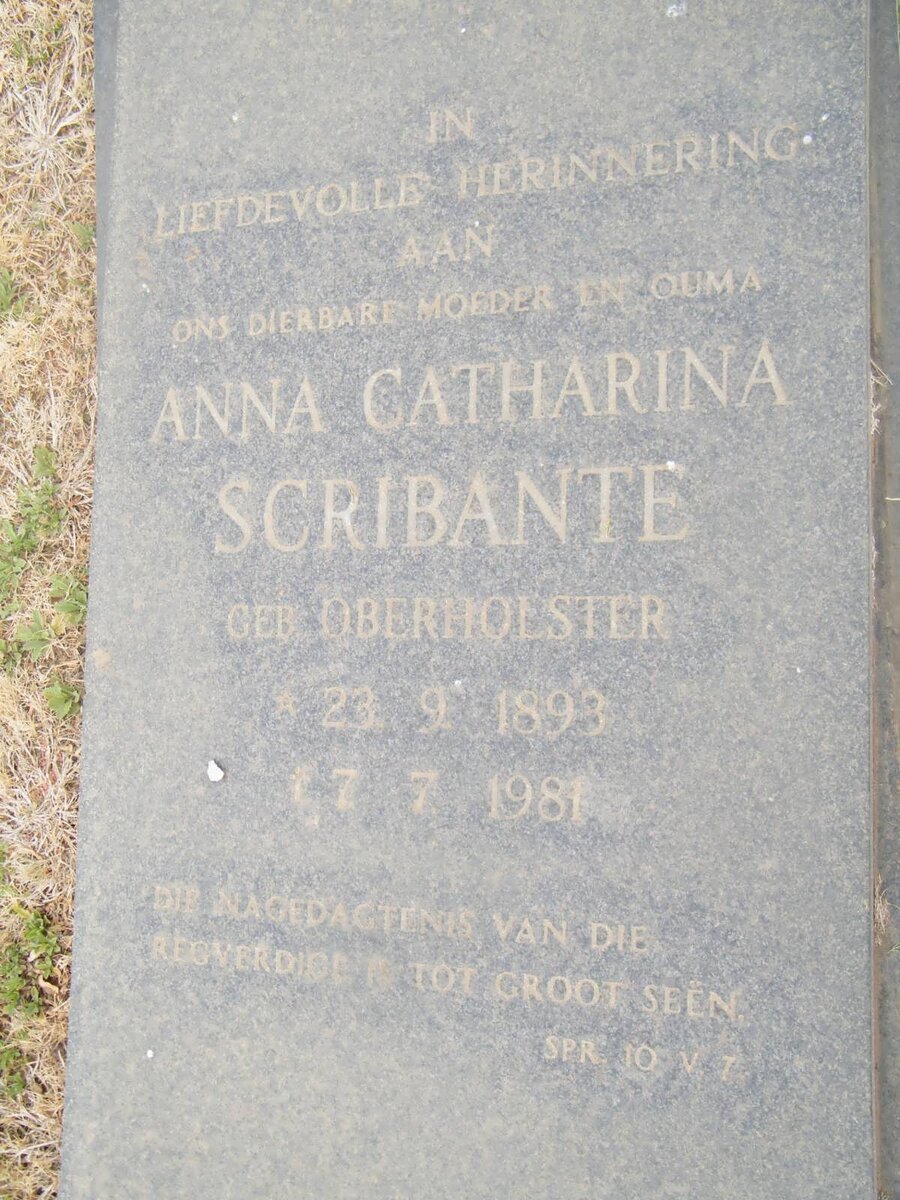 IN
LIEFDEVOLLE HERINNERING
AAN
ONS DIERBARE MOEDER EN OUMA
ANNA CATHARINA
SCRIBANTE
GEB. OBERHOLSTER
* 23. 9. 1893
† 7 7 1981
DIE NAGEDAGTENIS VAN DIE
REGVERDIGE IS TOT GROOT SEËN.
SPR. 10 V 7.